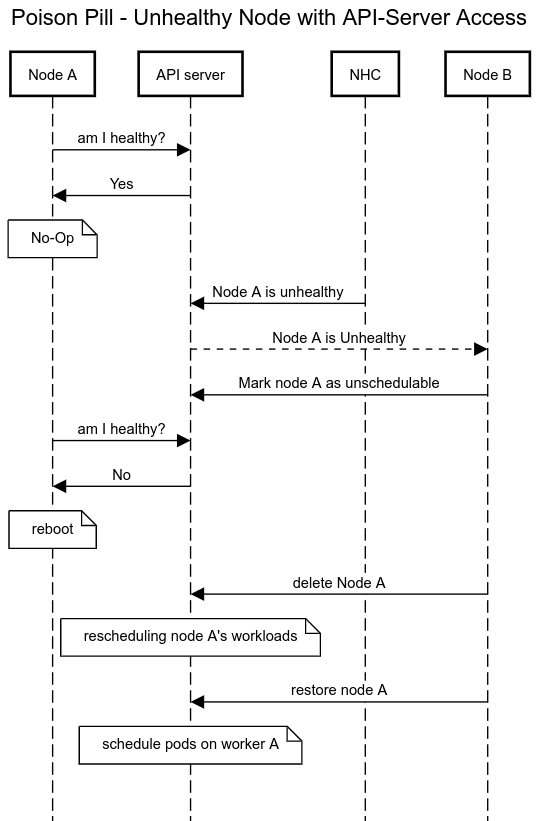 Poison Pill - Unhealthy Node with API-Server Access
Node A
API server
NHC
Node B
am I healthy?
Yes
No-Op
Node A is unhealthy
Node A is Unhealthy
Mark node A as unschedulable
am I healthy?
No
reboot
delete Node A
rescheduling node A's workloads
restore node A
schedule pods on worker A